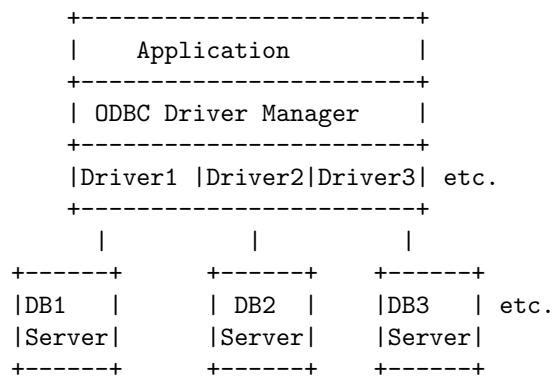 Application
ODBC Driver Manager
Driver1 Driver2 Driver3 etc.
DB1 DB2 DB3 etc.
Server Server Server